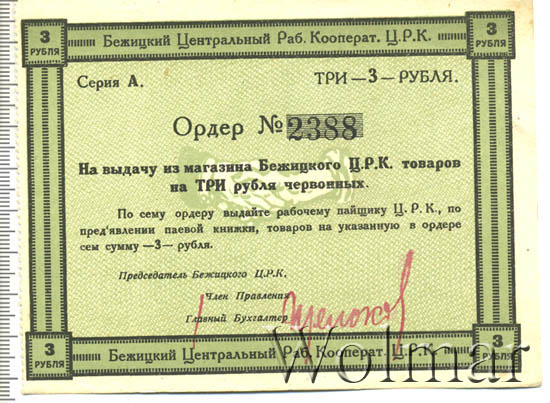 3 РУБЛЯ
Бежицкий Центральный Раб. Кооперат. Ц.Р.К.
3 РУБЛЯ
Серия А.
ТРИ—3—РУБЛЯ.
Ордер № 2388
На выдачу из магазина Бежицкого Ц.Р.К. товаров
на ТРИ рубля червонных.
По сему ордеру выдайте рабочему пайщику Ц. Р. К., по
пред'явлении паевой книжки, товаров на указанную в ордере
сем сумму —3— рубля.
Председатель Бежицкого Ц.Р.К.
Член Правления
Главный Бухгалтер
3 РУБЛЯ
Бежицкий Центральный Раб. Кооперат. Ц.Р.К.
3 РУБЛЯ
Wolmar